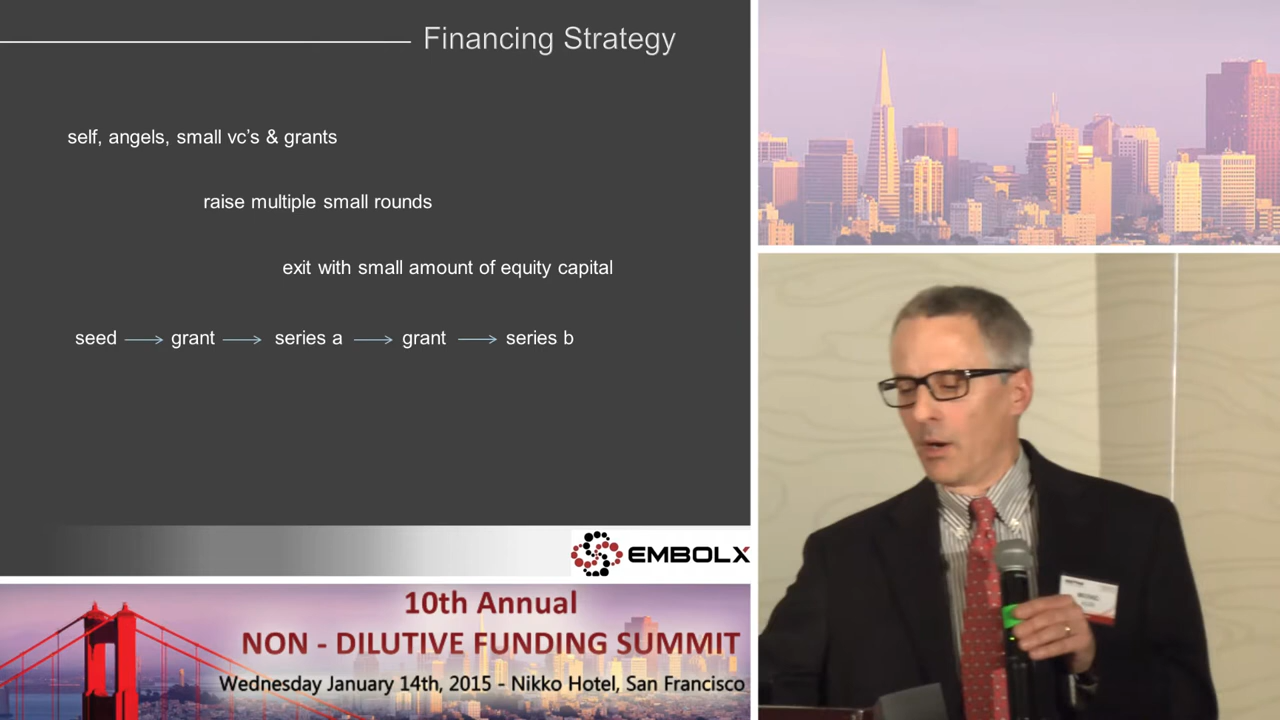 Financing Strategy
self, angels, small vc's & grants
raise multiple small rounds
exit with small amount of equity capital
seed → grant → series a → grant → series b
EMBOLX
10th Annual
NON - DILUTIVE FUNDING SUMMIT
Wednesday January 14th, 2015 - Nikko Hotel, San Francisco